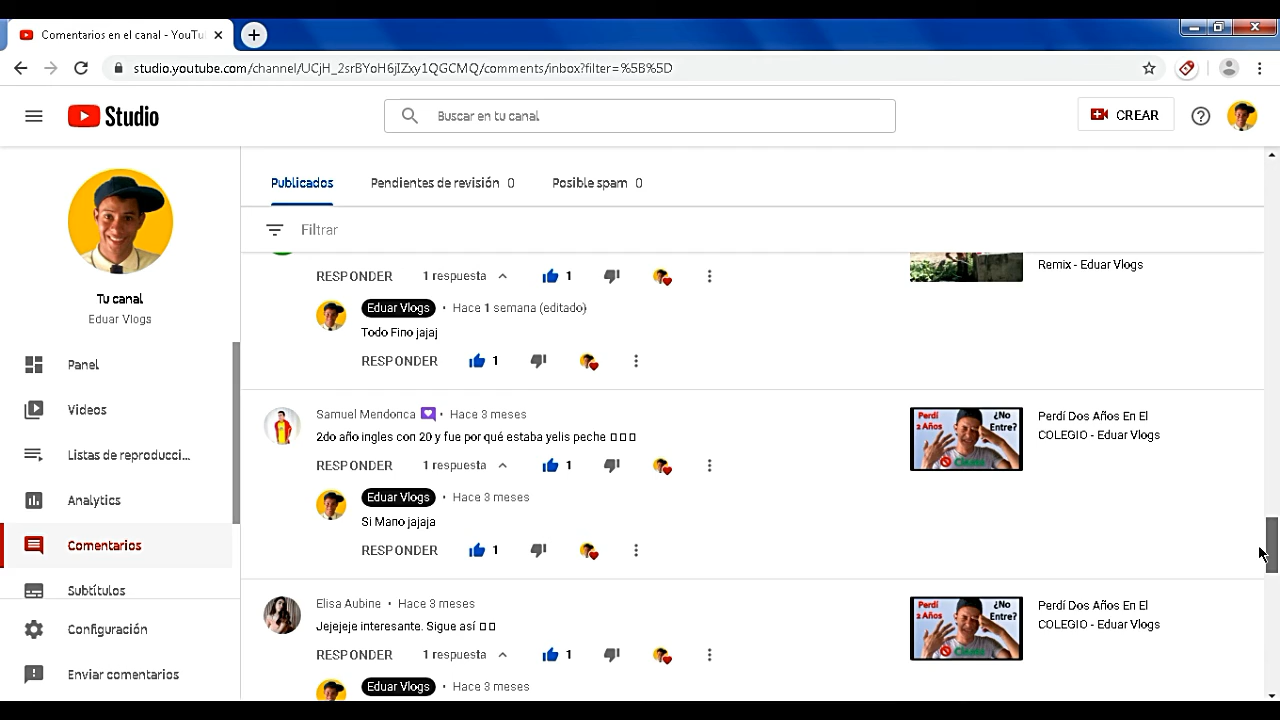 Comentarios en el canal - YouTu
studio.youtube.com/channel/UCjH_2srBYoH6jIZxy1QGCMQ/comments/inbox?filter=%5B%5D
Studio
Buscar en tu canal
CREAR
Tu canal
Eduar Vlogs
Panel
Videos
Listas de reproducci...
Analytics
Comentarios
Subtítulos
Configuración
Enviar comentarios
Publicados
Pendientes de revisión 0
Posible spam 0
Filtrar
RESPONDER 1 respuesta 1
Remix - Eduar Vlogs
Eduar Vlogs • Hace 1 semana (editado)
Todo Fino jajaj
RESPONDER 1
Samuel Mendonca • Hace 3 meses
2do año ingles con 20 y fue por qué estaba yelis peche
RESPONDER 1 respuesta 1
Perdí 2 Años ¿No Entre?
Perdí Dos Años En El
COLEGIO - Eduar Vlogs
Eduar Vlogs • Hace 3 meses
Si Mano jajaja
RESPONDER 1
Elisa Aubine • Hace 3 meses
Jejejeje interesante. Sigue así
RESPONDER 1 respuesta 1
Perdí 2 Años ¿No Entre?
Perdí Dos Años En El
COLEGIO - Eduar Vlogs
Eduar Vlogs • Hace 3 meses